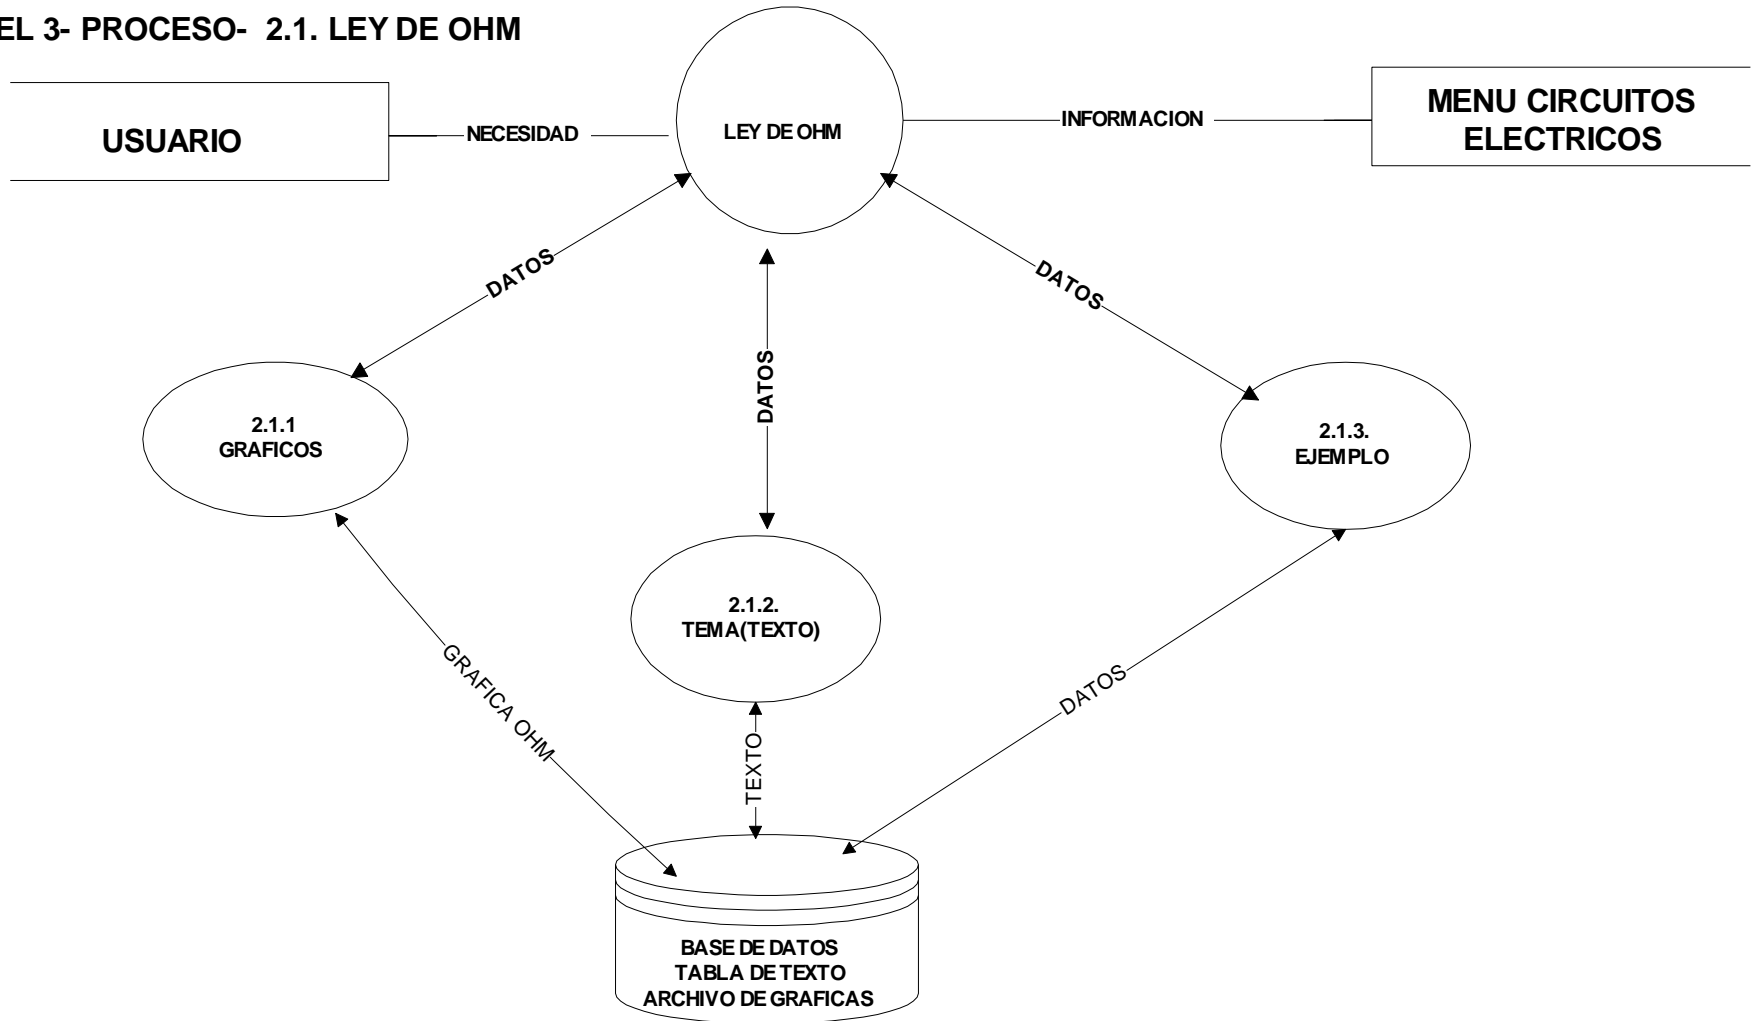 EL 3- PROCESO- 2.1. LEY DE OHM
USUARIO
NECESIDAD
LEY DE OHM
INFORMACION
MENU CIRCUITOS
ELECTRICOS
DATOS
DATOS
DATOS
2.1.1
GRAFICOS
2.1.3.
EJEMPLO
2.1.2.
TEMA(TEXTO)
GRAFICA OHM
TEXTO
DATOS
BASE DE DATOS
TABLA DE TEXTO
ARCHIVO DE GRAFICAS